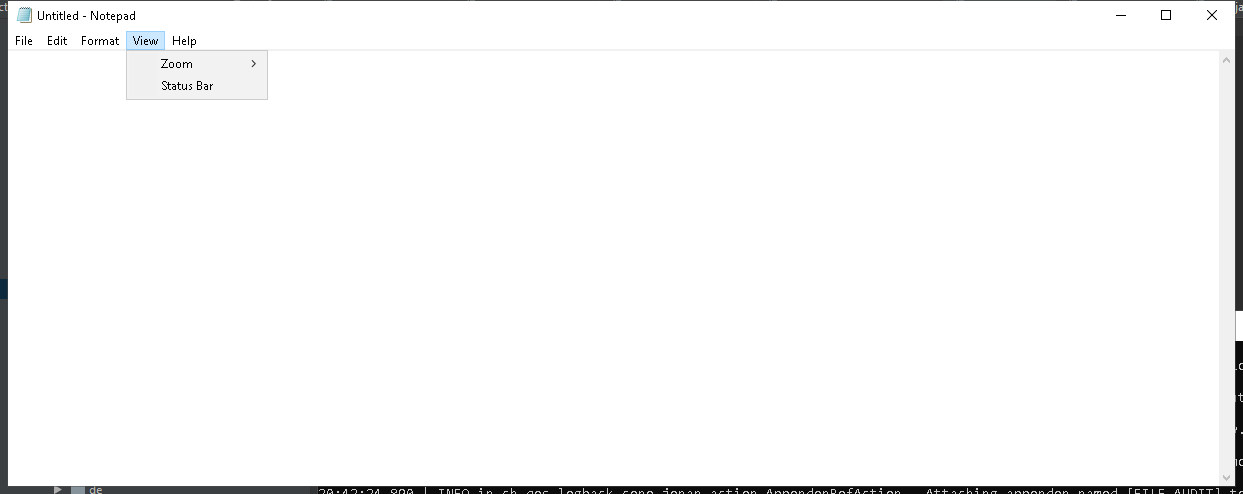 Untitled - Notepad
File Edit Format View Help
Zoom
Status Bar
de
20:42:24,890 | INFO in ch.qos.logback.core.joran.action.AppenderRefAction - Attaching appender named [FILE_AUDIT] t